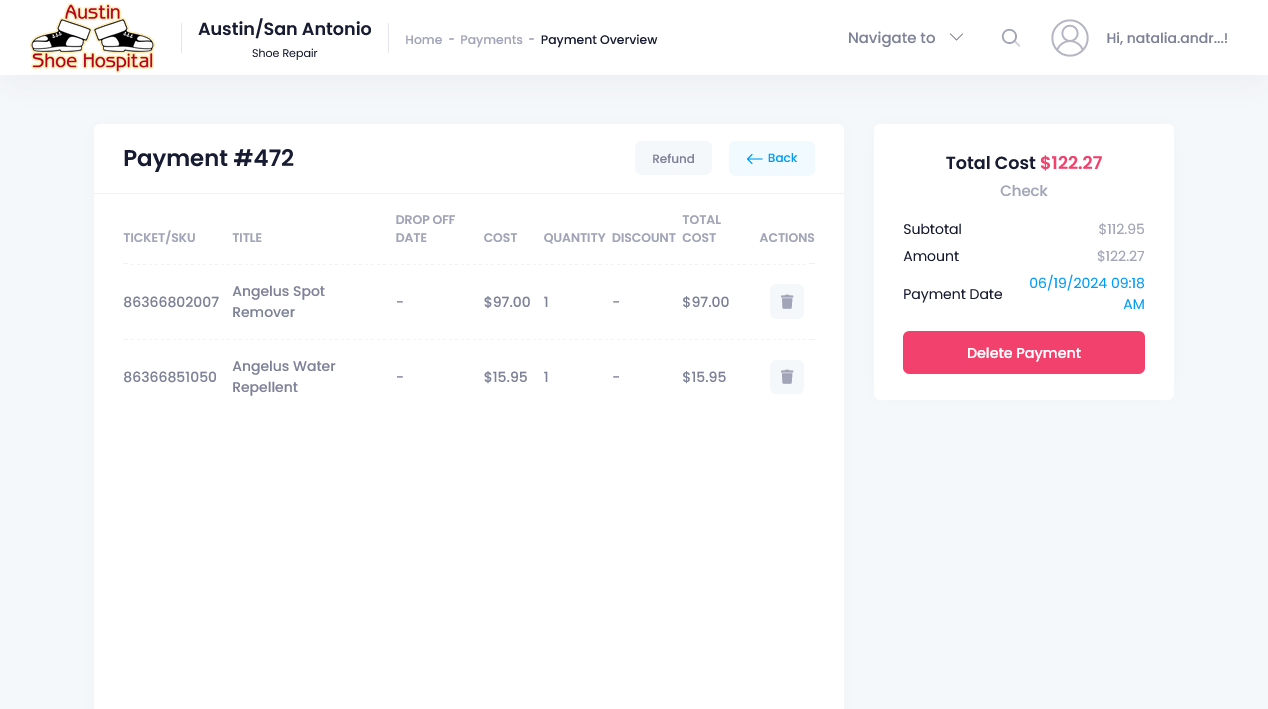 Austin
Shoe Hospital
Austin/San Antonio
Shoe Repair
Home - Payments - Payment Overview
Navigate to
Hi, natalia.andr...!
Payment #472
Refund
Back
TICKET/SKU TITLE DROP OFF DATE COST QUANTITY DISCOUNT TOTAL COST ACTIONS
86366802007 Angelus Spot Remover - $97.00 1 - $97.00
86366851050 Angelus Water Repellent - $15.95 1 - $15.95
Total Cost $122.27
Check
Subtotal $112.95
Amount $122.27
Payment Date 06/19/2024 09:18 AM
Delete Payment